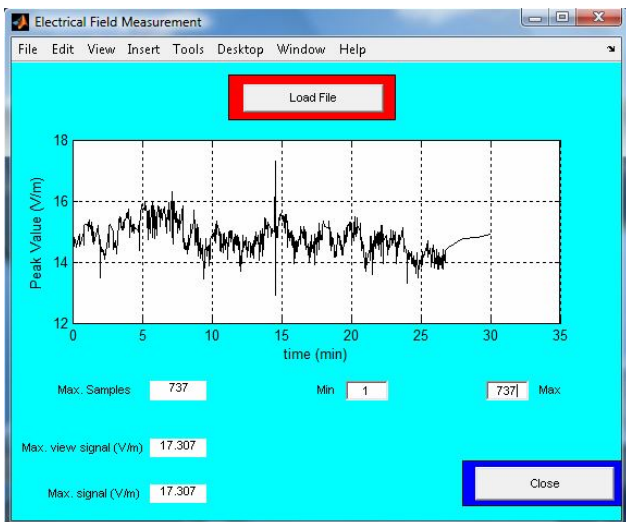 Electrical Field Measurement
File Edit View Insert Tools Desktop Window Help
Load File
18
16
14
12
Peak Value (V/m)
0 5 10 15 20 25 30 35
time (min)
Max. Samples 737 Min 1 737 Max
Max. view signal (V/m) 17.307
Max. signal (V/m) 17.307
Close